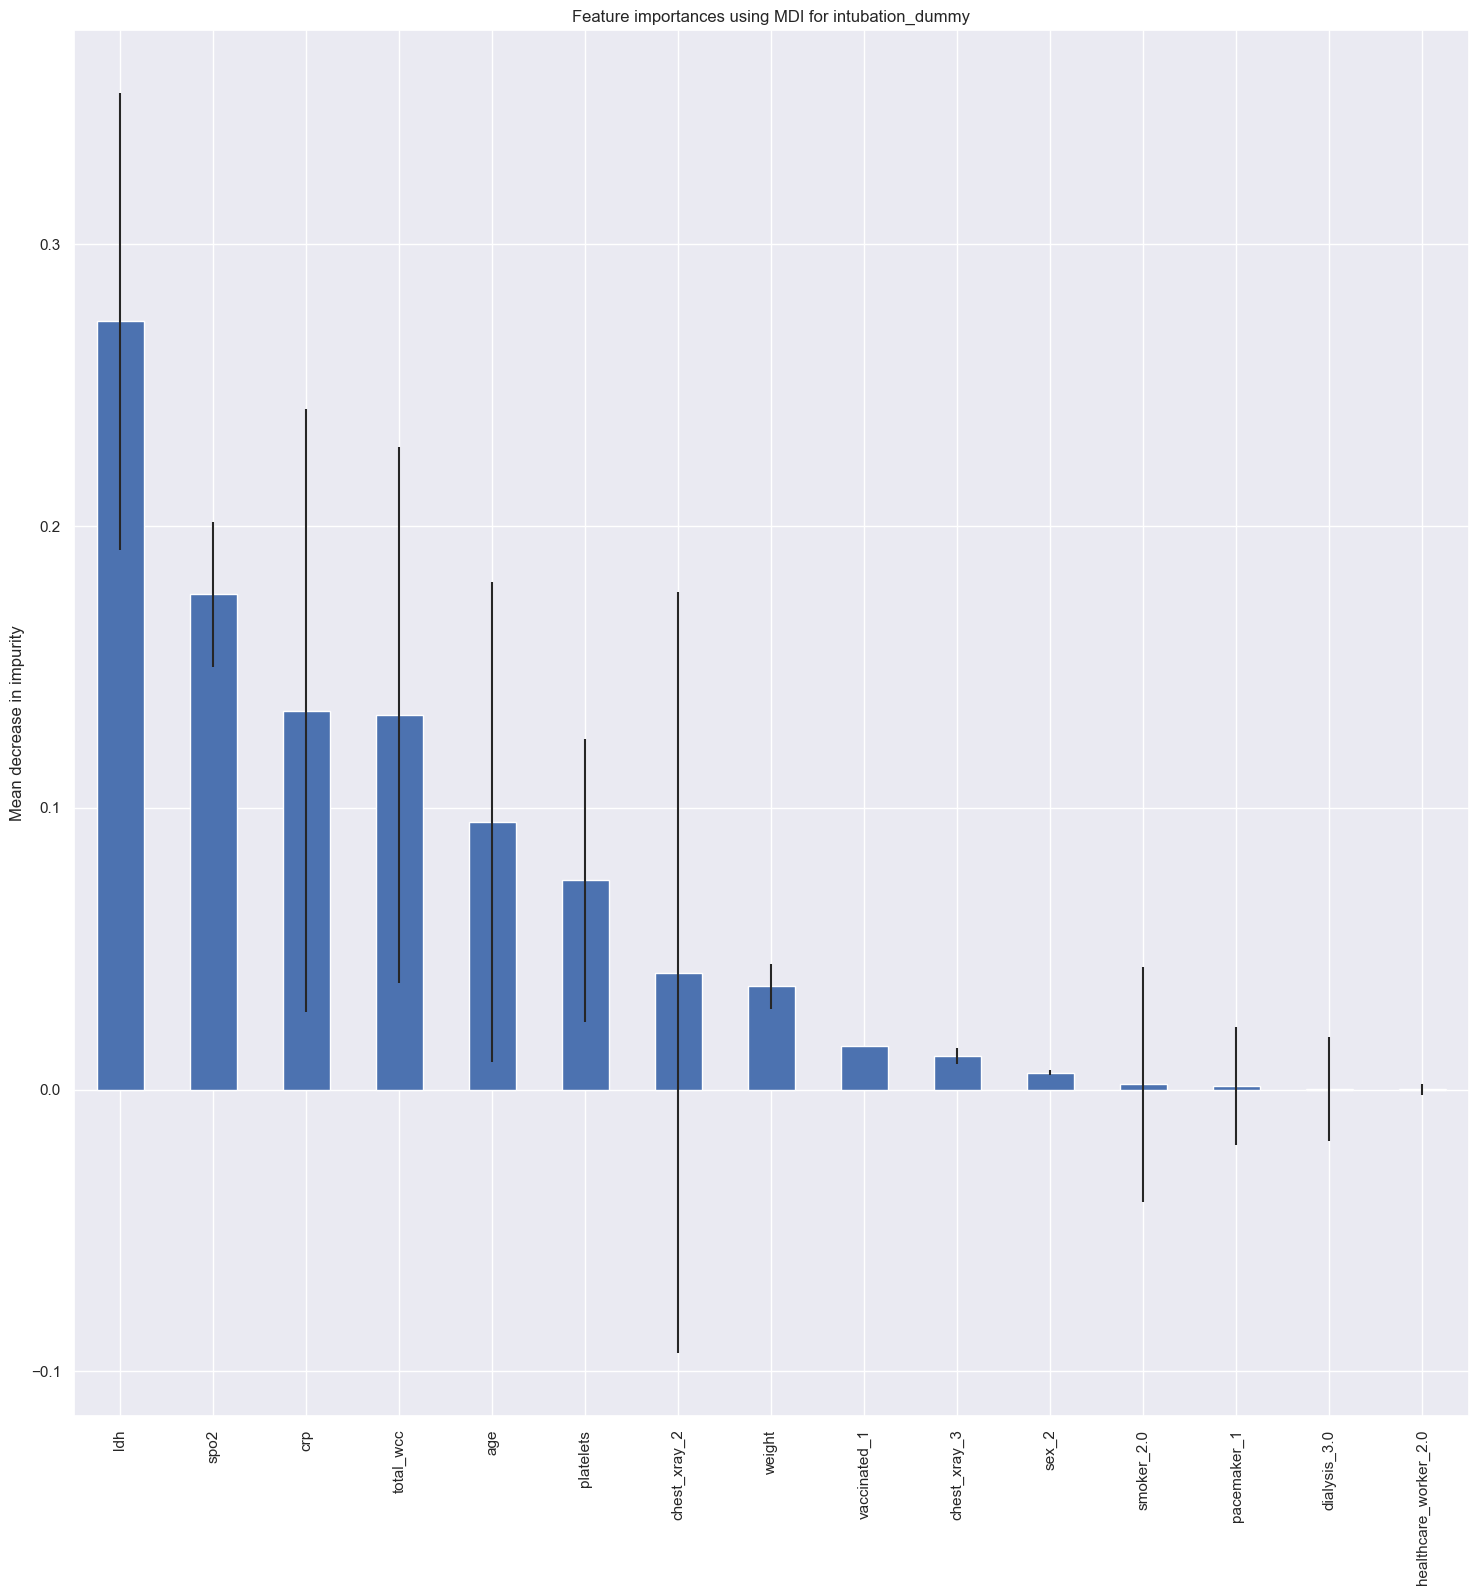 Feature importances using MDI for intubation_dummy
Mean decrease in impurity
0.3
0.2
0.1
0.0
−0.1
ldh
spo2
crp
total_wcc
age
platelets
chest_xray_2
weight
vaccinated_1
chest_xray_3
sex_2
smoker_2.0
pacemaker_1
dialysis_3.0
healthcare_worker_2.0